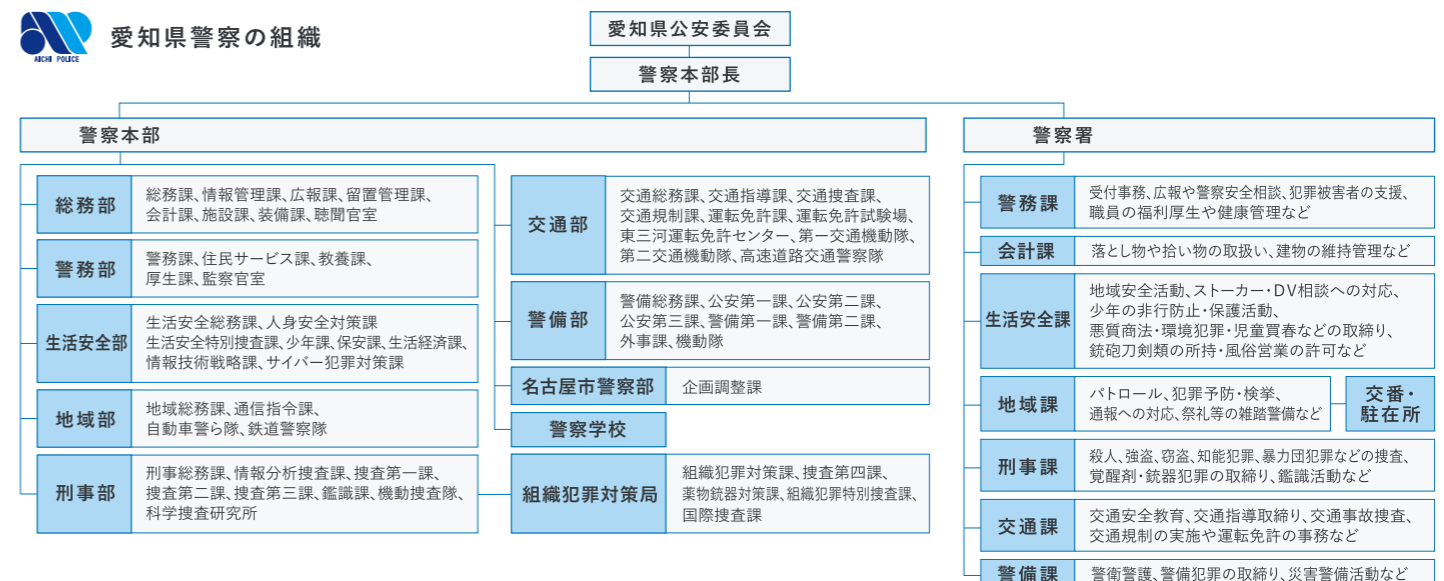 AICHI POLICE
愛知県警察の組織
愛知県公安委員会
警察本部長
警察本部
総務部
総務課、情報管理課、広報課、留置管理課、
会計課、施設課、装備課、聴聞官室
警務部
警務課、住民サービス課、教養課、
厚生課、監察官室
生活安全部
生活安全総務課、人身安全対策課
生活安全特別捜査課、少年課、保安課、生活経済課、
情報技術戦略課、サイバー犯罪対策課
地域部
地域総務課、通信指令課、
自動車警ら隊、鉄道警察隊
刑事部
刑事総務課、情報分析捜査課、捜査第一課、
捜査第二課、捜査第三課、鑑識課、機動捜査隊、
科学捜査研究所
交通部
交通総務課、交通指導課、交通捜査課、
交通規制課、運転免許課、運転免許試験場、
東三河運転免許センター、第一交通機動隊、
第二交通機動隊、高速道路交通警察隊
警備部
警備総務課、公安第一課、公安第二課、
公安第三課、警備第一課、警備第二課、
外事課、機動隊
名古屋市警察部
企画調整課
警察学校
組織犯罪対策局
組織犯罪対策課、捜査第四課、
薬物銃器対策課、組織犯罪特別捜査課、
国際捜査課
警察署
警務課
受付事務、広報や警察安全相談、犯罪被害者の支援、
職員の福利厚生や健康管理など
会計課
落とし物や拾い物の取扱い、建物の維持管理など
生活安全課
地域安全活動、ストーカー・DV相談への対応、
少年の非行防止・保護活動、
悪質商法・環境犯罪・児童買春などの取締り、
銃砲刀剣類の所持・風俗営業の許可など
地域課
パトロール、犯罪予防・検挙、
通報への対応、祭礼等の雑踏警備など
交番・
駐在所
刑事課
殺人、強盗、窃盗、知能犯罪、暴力団犯罪などの捜査、
覚醒剤・銃器犯罪の取締り、鑑識活動など
交通課
交通安全教育、交通指導取締り、交通事故捜査、
交通規制の実施や運転免許の事務など
警備課
警衛警護、警備犯罪の取締り、災害警備活動など